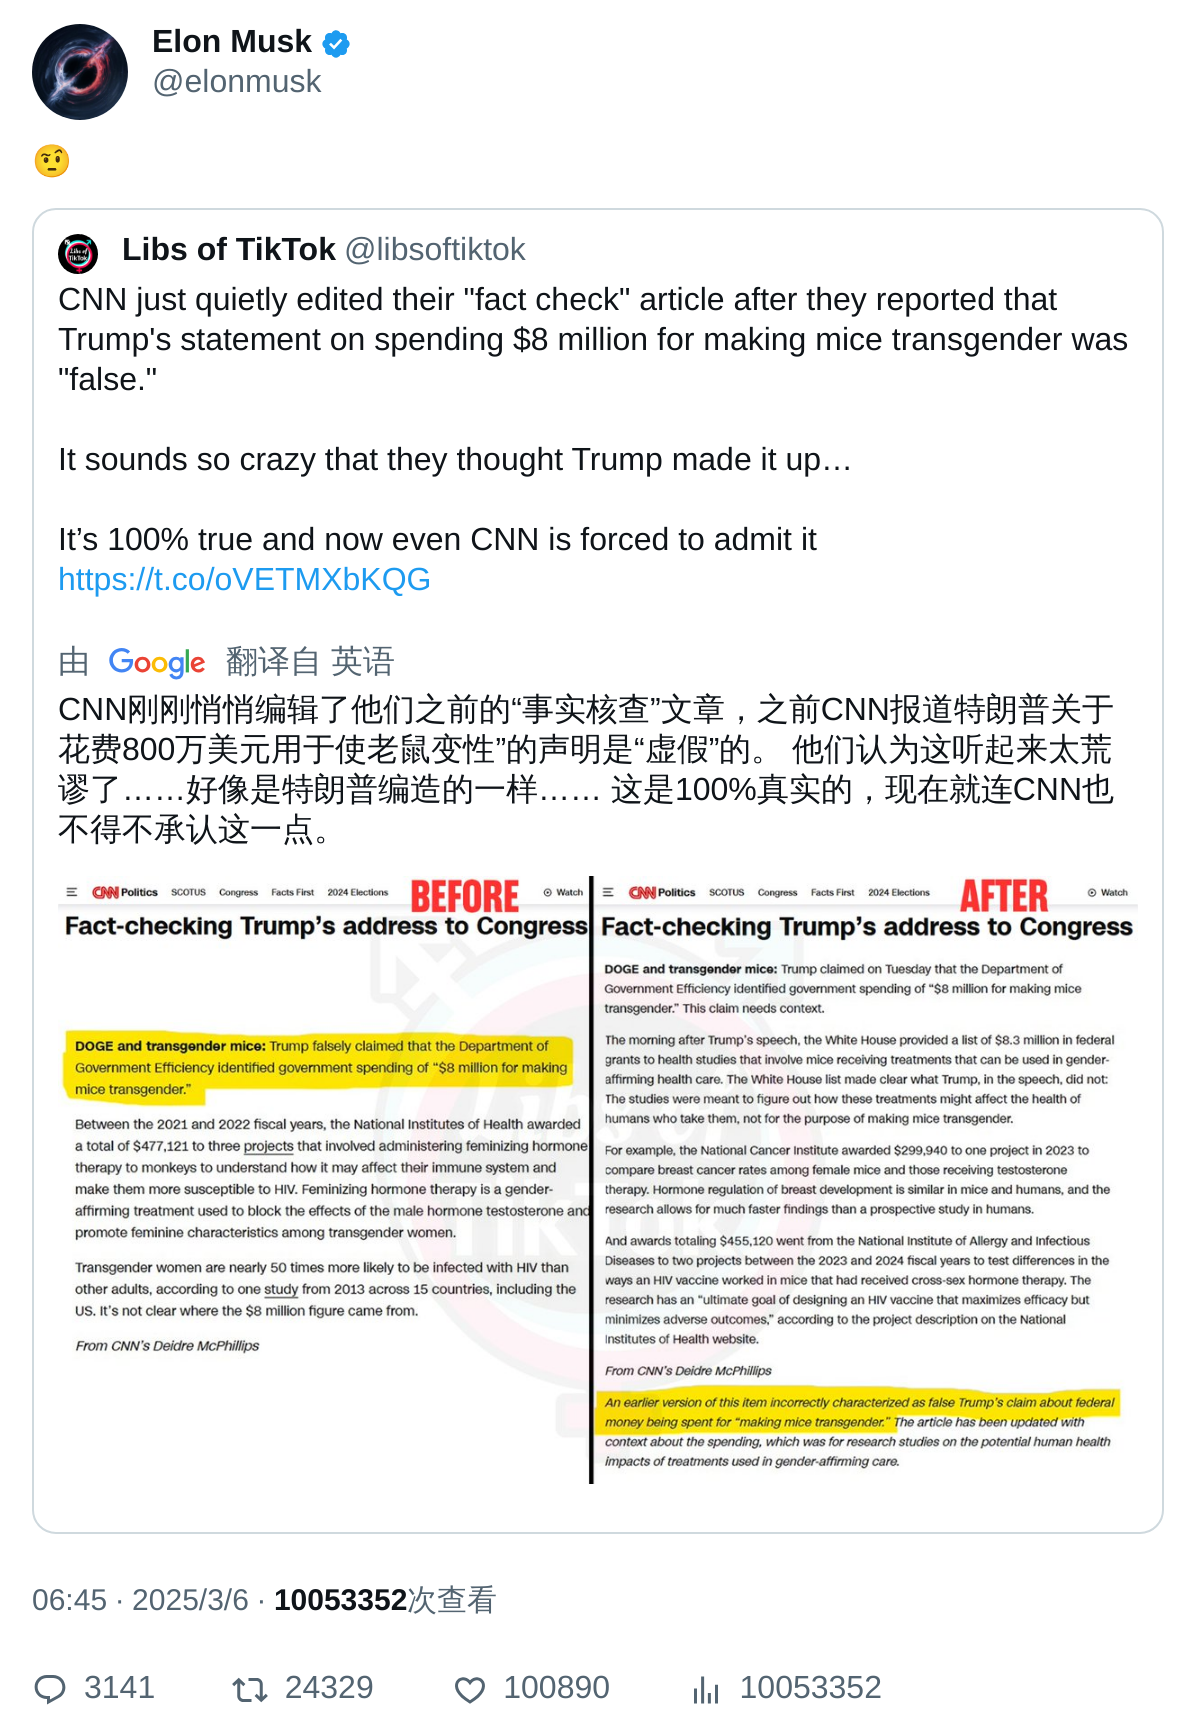 Elon Musk
@elonmusk
🤨
Libs of TikTok @libsoftiktok
CNN just quietly edited their "fact check" article after they reported that
Trump's statement on spending $8 million for making mice transgender was
"false."
It sounds so crazy that they thought Trump made it up…
It’s 100% true and now even CNN is forced to admit it
https://t.co/oVETMXbKQG
由 Google 翻译自 英语
CNN刚刚悄悄编辑了他们之前的“事实核查”文章，之前CNN报道特朗普关于
花费800万美元用于使老鼠变性”的声明是“虚假”的。 他们认为这听起来太荒
谬了……好像是特朗普编造的一样…… 这是100%真实的，现在就连CNN也
不得不承认这一点。
CNN Politics SCOTUS Congress Facts First 2024 Elections BEFORE Watch
Fact-checking Trump’s address to Congress
DOGE and transgender mice: Trump falsely claimed that the Department of
Government Efficiency identified government spending of “$8 million for making
mice transgender.”
Between the 2021 and 2022 fiscal years, the National Institutes of Health awarded
a total of $477,121 to three projects that involved administering feminizing hormone
therapy to monkeys to understand how it may affect their immune system and
make them more susceptible to HIV. Feminizing hormone therapy is a gender-
affirming treatment used to block the effects of the male hormone testosterone and
promote feminine characteristics among transgender women.
Transgender women are nearly 50 times more likely to be infected with HIV than
other adults, according to one study from 2013 across 15 countries, including the
US. It’s not clear where the $8 million figure came from.
From CNN’s Deidre McPhillips
CNN Politics SCOTUS Congress Facts First 2024 Elections AFTER Watch
Fact-checking Trump’s address to Congress
DOGE and transgender mice: Trump claimed on Tuesday that the Department of
Government Efficiency identified government spending of “$8 million for making mice
transgender.” This claim needs context.
The morning after Trump’s speech, the White House provided a list of $8.3 million in federal
grants to health studies that involve mice receiving treatments that can be used in gender-
affirming health care. The White House list made clear what Trump, in the speech, did not:
The studies were meant to figure out how these treatments might affect the health of
humans who take them, not for the purpose of making mice transgender.
For example, the National Cancer Institute awarded $299,940 to one project in 2023 to
compare breast cancer rates among female mice and those receiving testosterone
therapy. Hormone regulation of breast development is similar in mice and humans, and the
research allows for much faster findings than a prospective study in humans.
And awards totaling $455,120 went from the National Institute of Allergy and Infectious
Diseases to two projects between the 2023 and 2024 fiscal years to test differences in the
ways an HIV vaccine worked in mice that had received cross-sex hormone therapy. The
research has an “ultimate goal of designing an HIV vaccine that maximizes efficacy but
minimizes adverse outcomes,” according to the project description on the National
Institutes of Health website.
From CNN’s Deidre McPhillips
An earlier version of this item incorrectly characterized as false Trump’s claim about federal
money being spent for “making mice transgender.” The article has been updated with
context about the spending, which was for research studies on the potential human health
impacts of treatments used in gender-affirming care.
Libs of
TikTok
06:45 · 2025/3/6 · 10053352次查看
3141 24329 100890 10053352